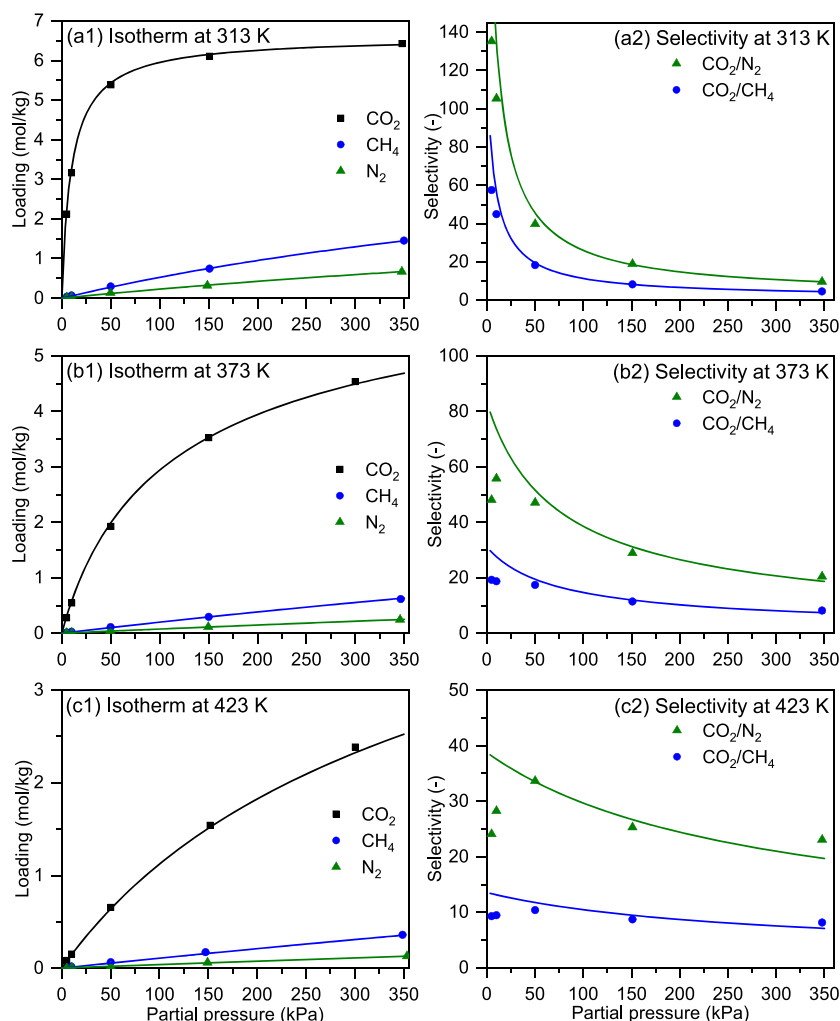 (a1) Isotherm at 313 K
Loading (mol/kg)
7
6
5
4
3
2
1
0
CO₂
CH₄
N₂
0 50 100 150 200 250 300 350
(a2) Selectivity at 313 K
Selectivity (-)
140
120
100
80
60
40
20
0
CO₂/N₂
CO₂/CH₄
0 50 100 150 200 250 300 350
(b1) Isotherm at 373 K
Loading (mol/kg)
5
4
3
2
1
0
CO₂
CH₄
N₂
0 50 100 150 200 250 300 350
(b2) Selectivity at 373 K
Selectivity (-)
100
80
60
40
20
0
CO₂/N₂
CO₂/CH₄
0 50 100 150 200 250 300 350
(c1) Isotherm at 423 K
Loading (mol/kg)
3
2
1
0
CO₂
CH₄
N₂
0 50 100 150 200 250 300 350
Partial pressure (kPa)
(c2) Selectivity at 423 K
Selectivity (-)
50
40
30
20
10
0
CO₂/N₂
CO₂/CH₄
0 50 100 150 200 250 300 350
Partial pressure (kPa)